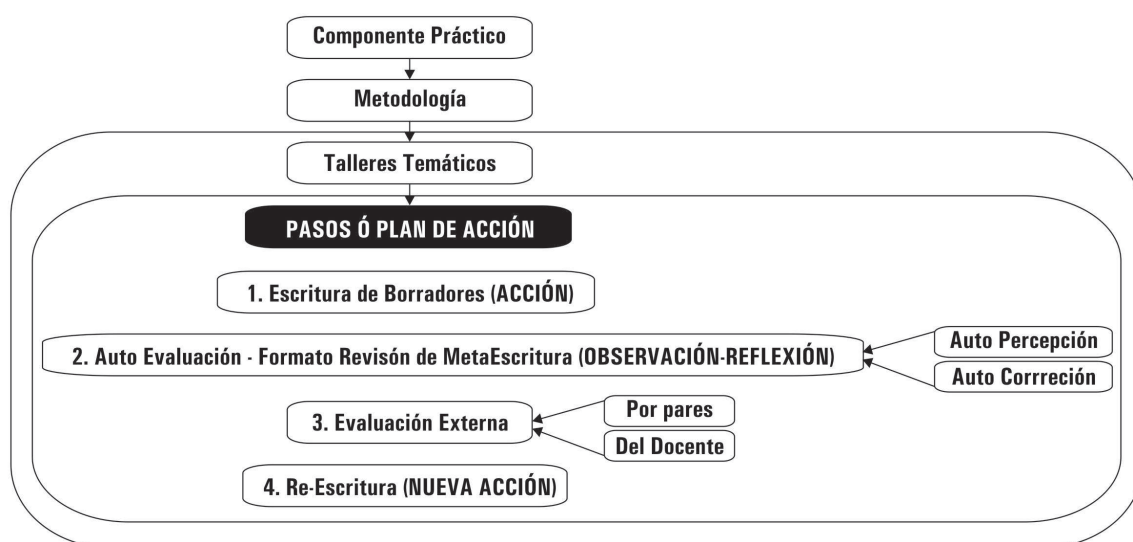 Componente Práctico
Metodología
Talleres Temáticos
PASOS Ó PLAN DE ACCIÓN
1. Escritura de Borradores (ACCIÓN)
2. Auto Evaluación - Formato Revisón de MetaEscritura (OBSERVACIÓN-REFLEXIÓN)
Auto Percepción
Auto Corrreción
3. Evaluación Externa
Por pares
Del Docente
4. Re-Escritura (NUEVA ACCIÓN)